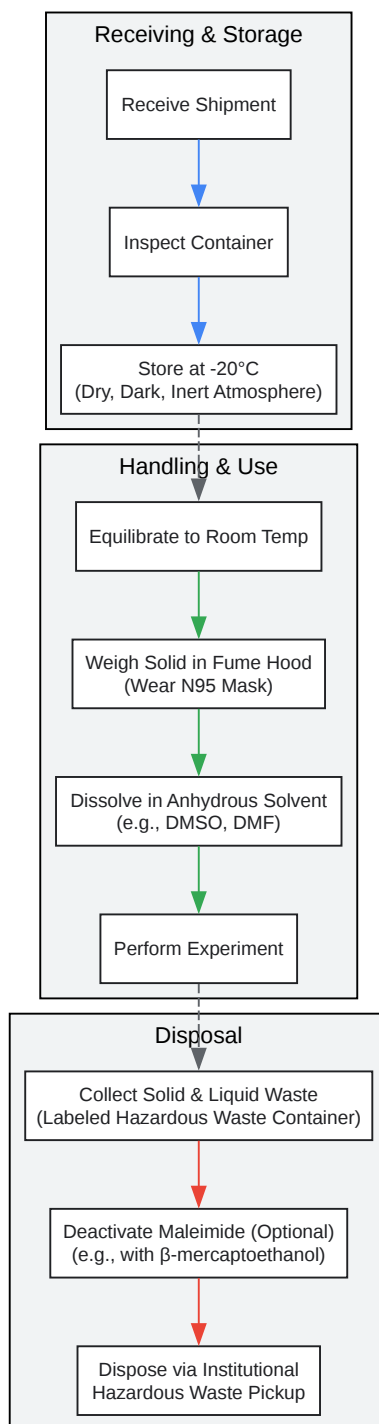 Receiving & Storage
Receive Shipment
Inspect Container
Store at -20°C
(Dry, Dark, Inert Atmosphere)
Handling & Use
Equilibrate to Room Temp
Weigh Solid in Fume Hood
(Wear N95 Mask)
Dissolve in Anhydrous Solvent
(e.g., DMSO, DMF)
Perform Experiment
Disposal
Collect Solid & Liquid Waste
(Labeled Hazardous Waste Container)
Deactivate Maleimide (Optional)
(e.g., with β-mercaptoethanol)
Dispose via Institutional
Hazardous Waste Pickup